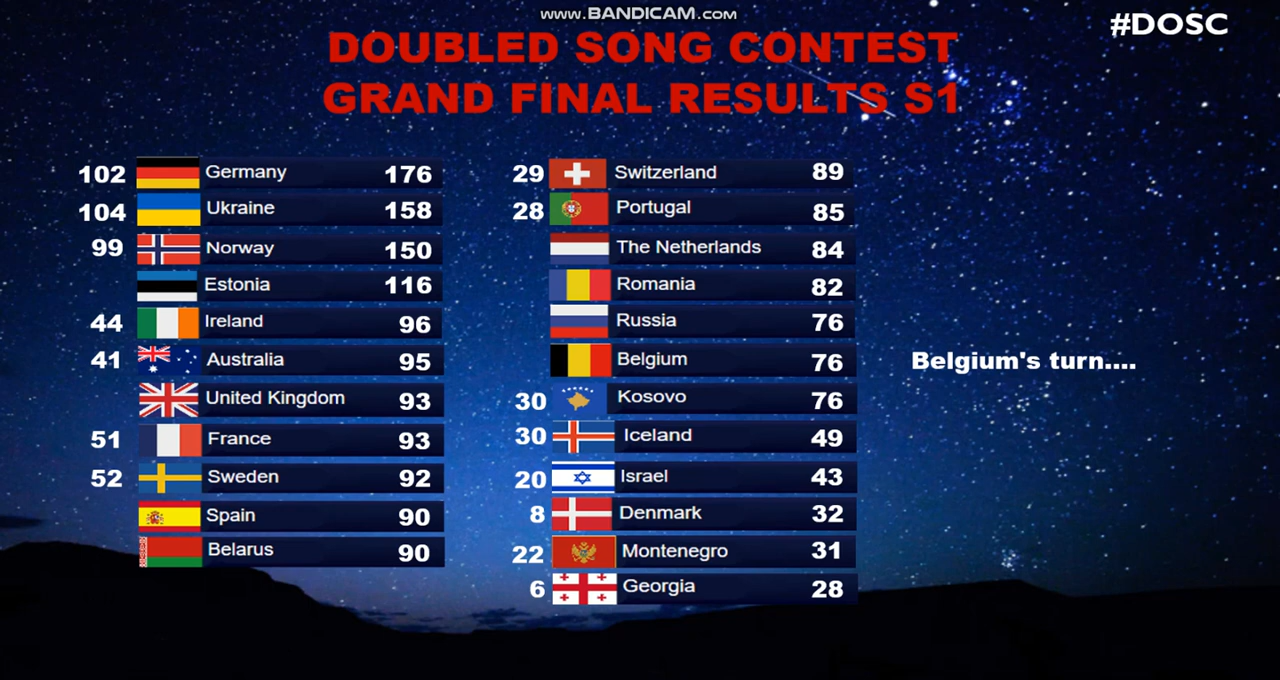 www.BANDICAM.com
#DOSC
DOUBLED SONG CONTEST
GRAND FINAL RESULTS S1
102 Germany 176
104 Ukraine 158
99 Norway 150
Estonia 116
44 Ireland 96
41 Australia 95
United Kingdom 93
51 France 93
52 Sweden 92
Spain 90
Belarus 90
29 Switzerland 89
28 Portugal 85
The Netherlands 84
Romania 82
Russia 76
Belgium 76
30 Kosovo 76
30 Iceland 49
20 Israel 43
8 Denmark 32
22 Montenegro 31
6 Georgia 28
Belgium's turn....